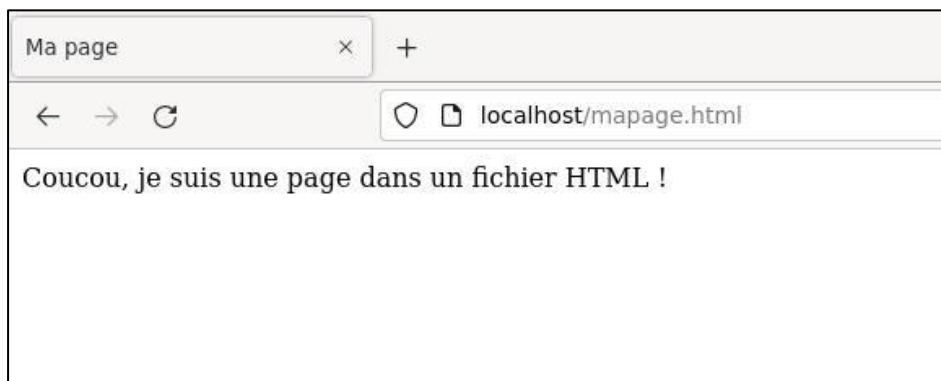 Ma page
localhost/mapage.html
Coucou, je suis une page dans un fichier HTML !